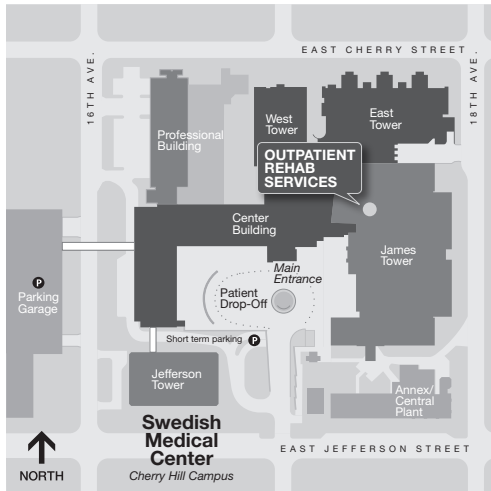 EAST CHERRY STREET
16TH AVE.
18TH AVE.
Professional
Building
West
Tower
East
Tower
OUTPATIENT
REHAB
SERVICES
Center
Building
James
Tower
Main
Entrance
Patient
Drop-Off
P
Parking
Garage
Short term parking P
Jefferson
Tower
Annex/
Central
Plant
Swedish
Medical
Center
Cherry Hill Campus
EAST JEFFERSON STREET
NORTH